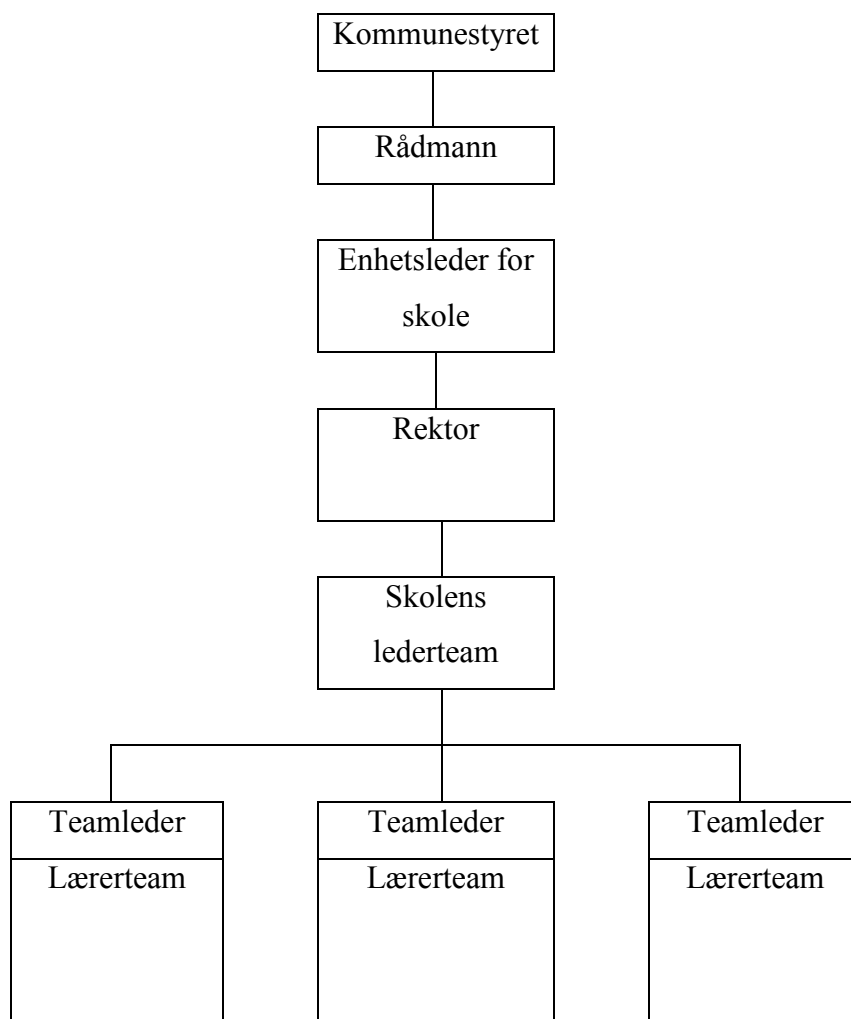 Kommunestyret
Rådmann
Enhetsleder for
skole
Rektor
Skolens
lederteam
Teamleder
Lærerteam
Teamleder
Lærerteam
Teamleder
Lærerteam